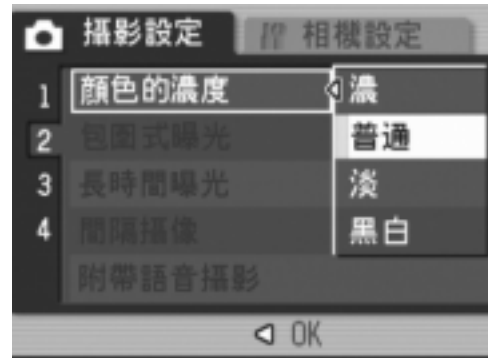 攝影設定 相機設定
1 顏色的濃度 濃
2 包圍式曝光 普通
3 長時間曝光 淡
4 間隔攝像 黑白
附帶語音攝影
OK